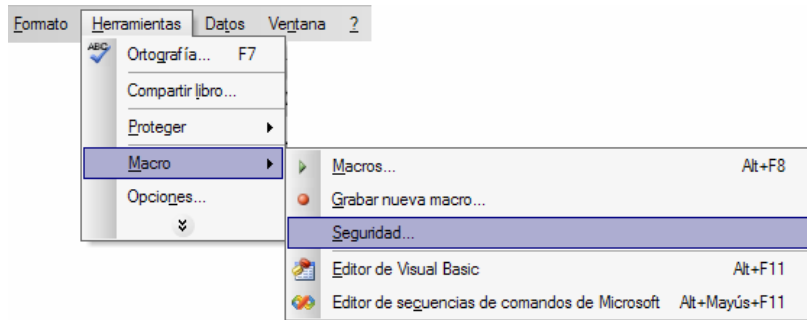 Formato Herramientas Datos Ventana ?
ABC Ortografía... F7
Compartir libro...
Proteger
Macro
Opciones...
Macros... Alt+F8
Grabar nueva macro...
Seguridad...
Editor de Visual Basic Alt+F11
Editor de secuencias de comandos de Microsoft Alt+Mayús+F11